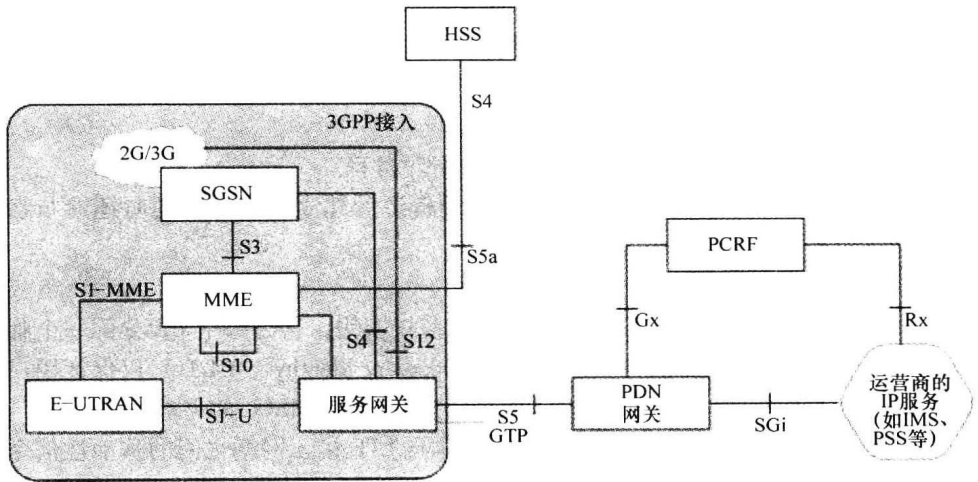 HSS
S4
3GPP接入
2G/3G
SGSN
S3
S5a
PCRF
S1-MME
MME
Gx
Rx
S4
S12
S10
E-UTRAN
S1-U
服务网关
S5
GTP
PDN
网关
SGi
运营商的
IP服务
(如IMS、
PSS等)